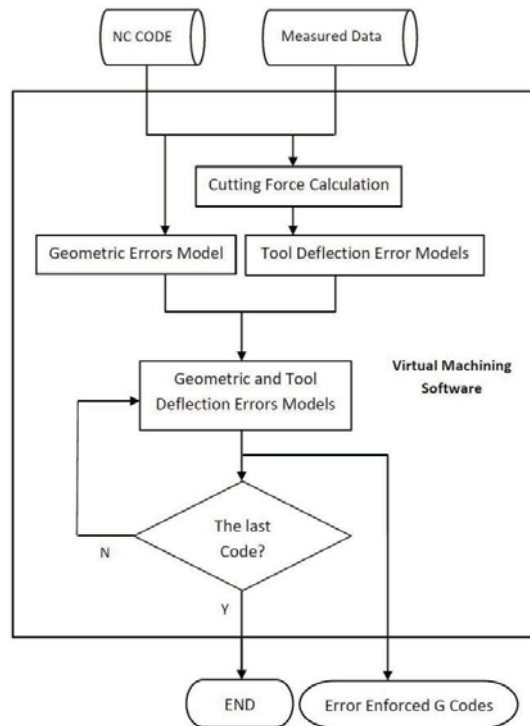 NC CODE
Measured Data
Cutting Force Calculation
Geometric Errors Model
Tool Deflection Error Models
Geometric and Tool
Deflection Errors Models
Virtual Machining
Software
The last
Code?
N
Y
END
Error Enforced G Codes